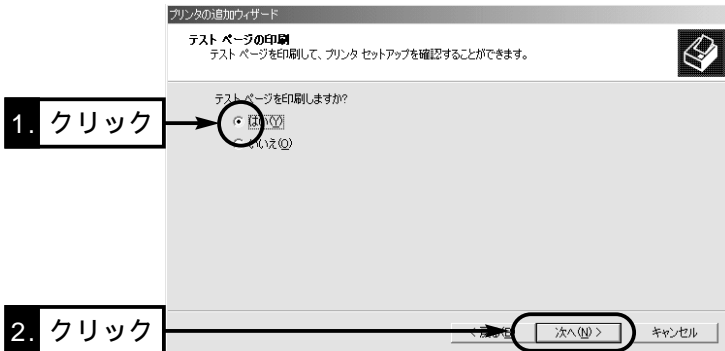 プリンタの追加ウィザード
テスト ページの印刷
テスト ページを印刷して、プリンタ セットアップを確認することができます。
テスト ページを印刷しますか?
1. クリック
はい(Y)
いいえ(O)
2. クリック
次へ(N) >
キャンセル